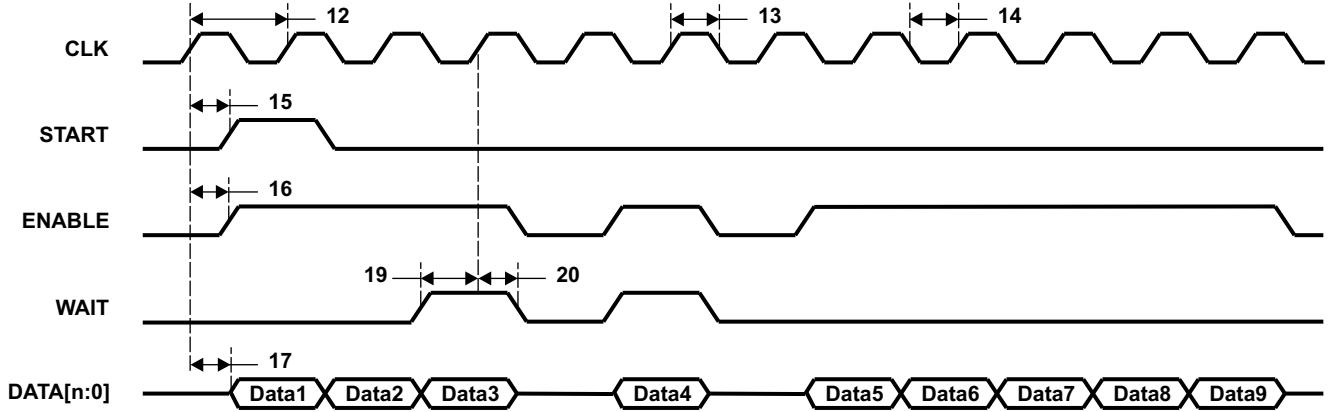 12
13
14
CLK
15
START
16
ENABLE
19
20
WAIT
17
DATA[n:0]
Data1
Data2
Data3
Data4
Data5
Data6
Data7
Data8
Data9